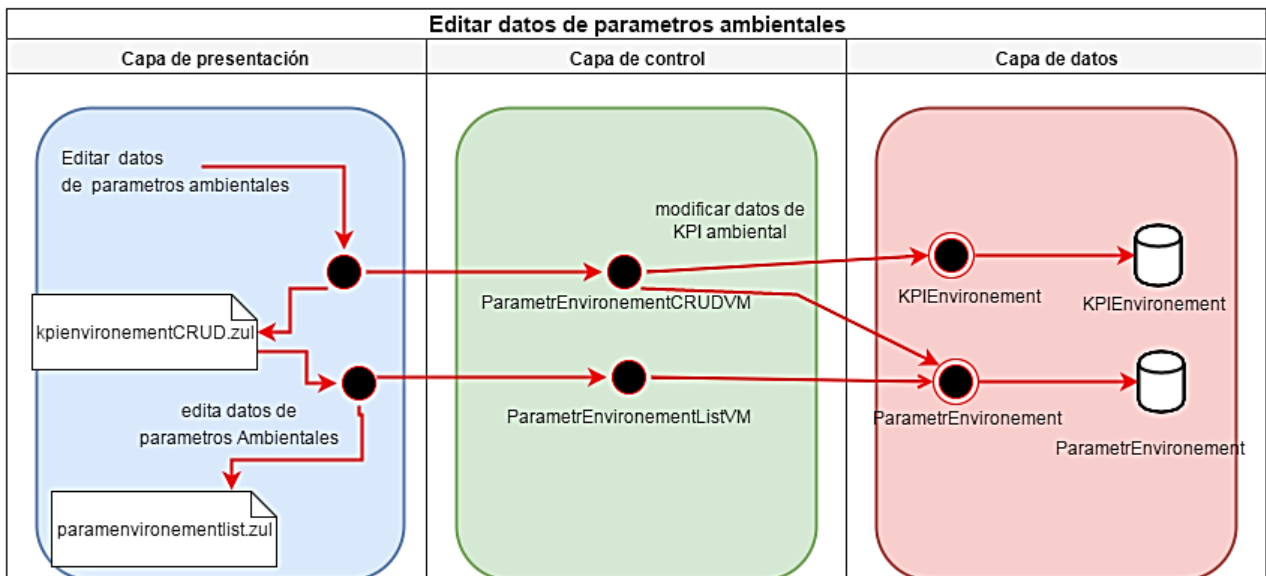 Editar datos de parametros ambientales
Capa de presentación
Capa de control
Capa de datos
Editar datos
de parametros ambientales
modificar datos de
KPI ambiental
kpienvironementCRUD.zul
ParametrEnvironementCRUDVM
KPIEnvironement
KPIEnvironement
edita datos de
parametros Ambientales
ParametrEnvironementListVM
ParametrEnvironement
ParametrEnvironement
paramenvironementlist.zul